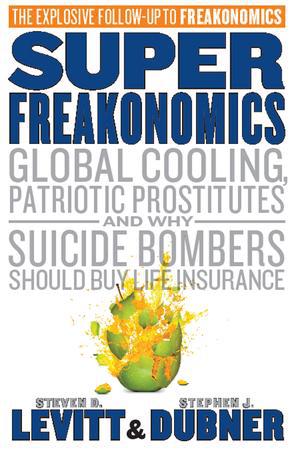 THE EXPLOSIVE FOLLOW-UP TO FREAKONOMICS
SUPER
FREAKONOMICS
GLOBAL COOLING,
PATRIOTIC PROSTITUTES
AND WHY
SUICIDE BOMBERS
SHOULD BUY LIFE INSURANCE
STEVEN D. STEPHEN J.
LEVITT & DUBNER